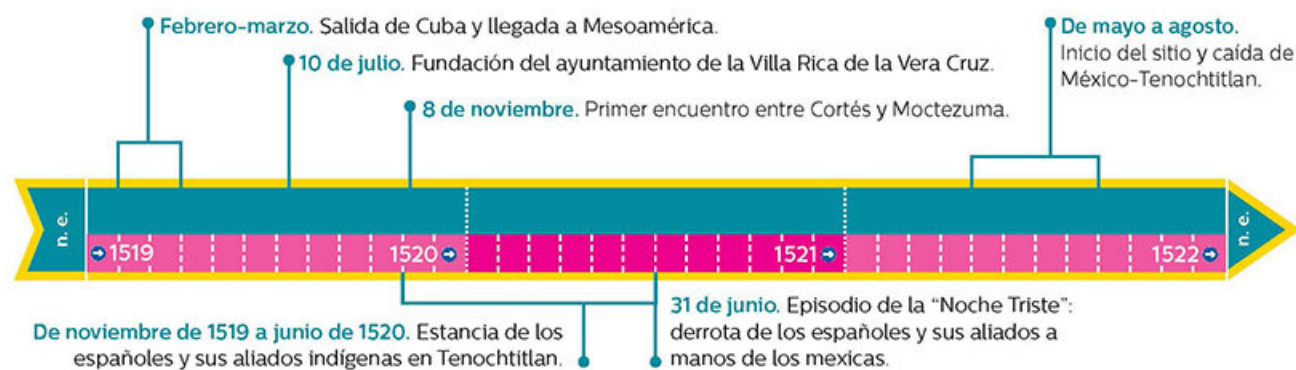 Febrero-marzo. Salida de Cuba y llegada a Mesoamérica.
10 de julio. Fundación del ayuntamiento de la Villa Rica de la Vera Cruz.
8 de noviembre. Primer encuentro entre Cortés y Moctezuma.
De mayo a agosto.
Inicio del sitio y caída de
México-Tenochtitlan.
n. e.
1519
1520
1521
1522
n. e.
De noviembre de 1519 a junio de 1520. Estancia de los
españoles y sus aliados indígenas en Tenochtitlan.
31 de junio. Episodio de la “Noche Triste”:
derrota de los españoles y sus aliados a
manos de los mexicas.